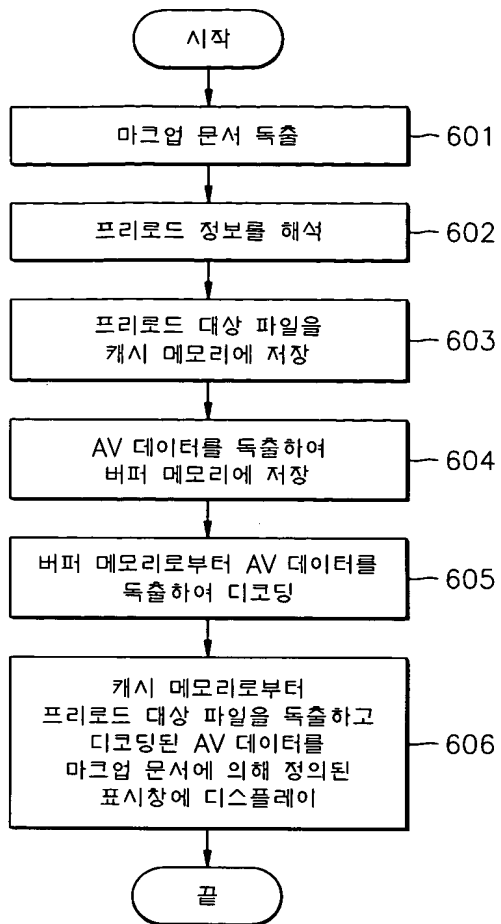 시작
마크업 문서 독출
601
프리로드 정보를 해석
602
프리로드 대상 파일을
캐시 메모리에 저장
603
AV 데이터를 독출하여
버퍼 메모리에 저장
604
버퍼 메모리로부터 AV 데이터를
독출하여 디코딩
605
캐시 메모리로부터
프리로드 대상 파일을 독출하고
디코딩된 AV 데이터를
마크업 문서에 의해 정의된
표시창에 디스플레이
606
끝